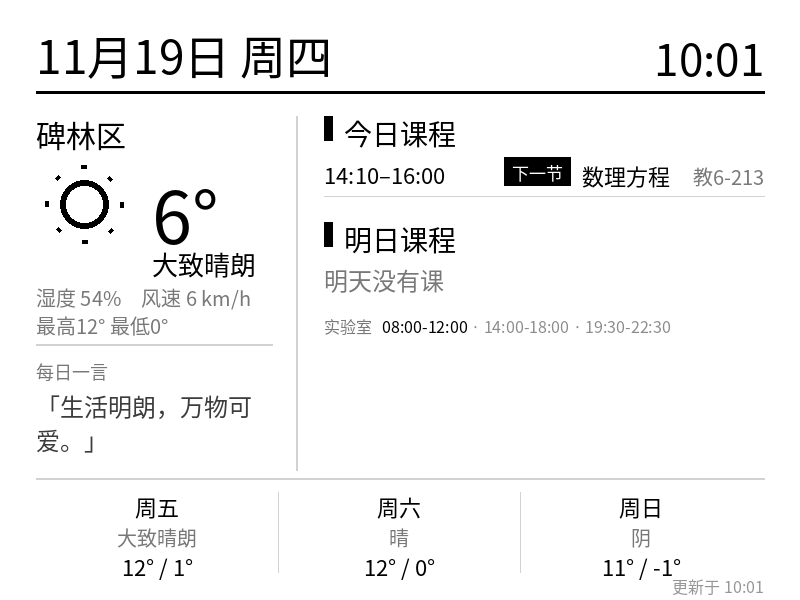 11月19日 周四
10:01
碑林区
6°
大致晴朗
湿度 54% 风速 6 km/h
最高12° 最低0°
每日一言
「生活明朗，万物可
爱。」
今日课程
14:10–16:00 下一节 数理方程 教6-213
明日课程
明天没有课
实验室 08:00-12:00 · 14:00-18:00 · 19:30-22:30
周五
大致晴朗
12° / 1°
周六
晴
12° / 0°
周日
阴
11° / -1°
更新于 10:01